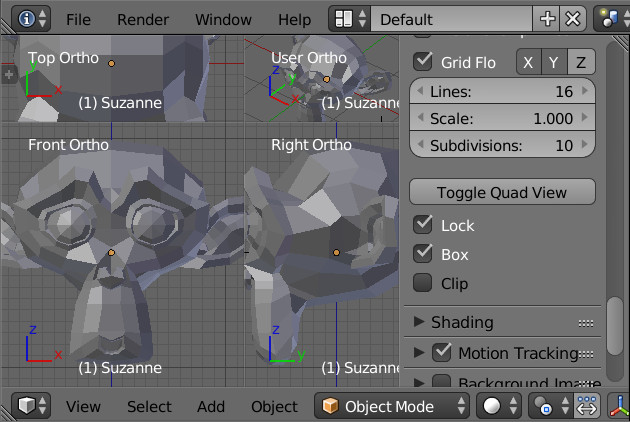 File Render Window Help Default
Top Ortho
x
(1) Suzanne
User Ortho
z
y
x
(1) Suzanne
Grid Flo X Y Z
Lines: 16
Scale: 1.000
Subdivisions: 10
Toggle Quad View
Lock
Box
Clip
Shading
Motion Tracking
Background Image
Front Ortho
z
x
(1) Suzanne
Right Ortho
z
y
(1) Suzanne
View Select Add Object Object Mode